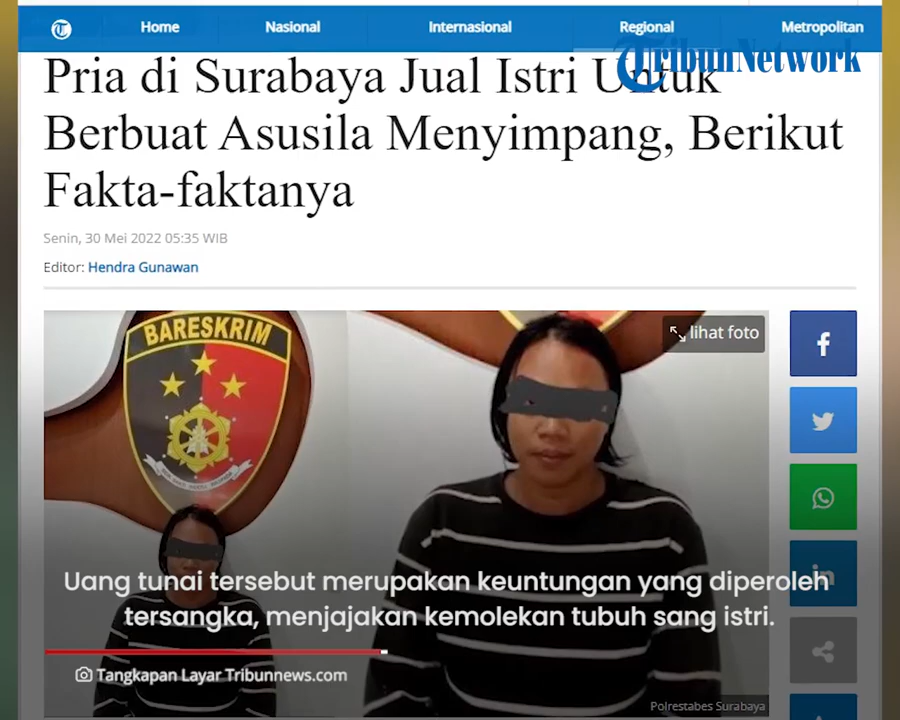 Home Nasional Internasional Regional Metropolitan
TribunNetwork
Pria di Surabaya Jual Istri Untuk
Berbuat Asusila Menyimpang, Berikut
Fakta-faktanya
Senin, 30 Mei 2022 05:35 WIB
Editor: Hendra Gunawan
lihat foto
BARESKRIM
Uang tunai tersebut merupakan keuntungan yang diperoleh
tersangka, menjajakan kemolekan tubuh sang istri.
Tangkapan Layar Tribunnews.com
Polrestabes Surabaya